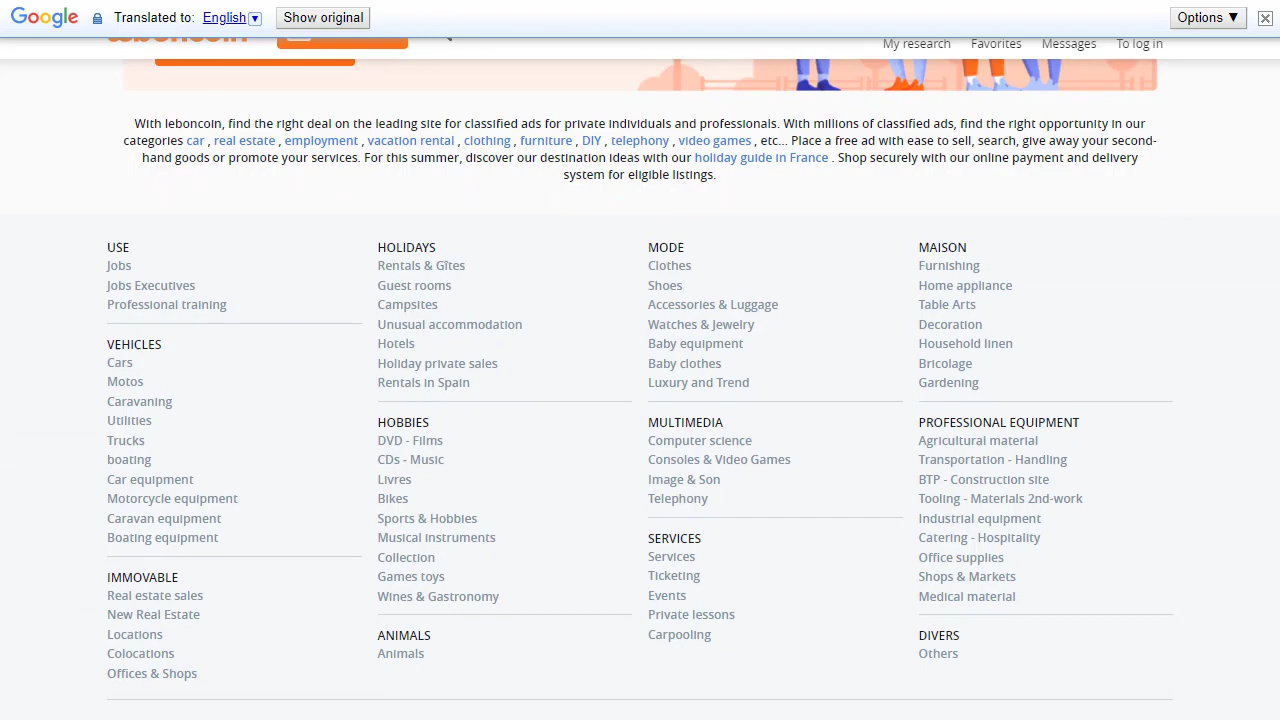 Google Translated to: English ▼ Show original Options ▼
My research Favorites Messages To log in
With leboncoin, find the right deal on the leading site for classified ads for private individuals and professionals. With millions of classified ads, find the right opportunity in our
categories car , real estate , employment , vacation rental , clothing , furniture , DIY , telephony , video games , etc... Place a free ad with ease to sell, search, give away your second-
hand goods or promote your services. For this summer, discover our destination ideas with our holiday guide in France . Shop securely with our online payment and delivery
system for eligible listings.
USE
Jobs
Jobs Executives
Professional training
VEHICLES
Cars
Motos
Caravaning
Utilities
Trucks
boating
Car equipment
Motorcycle equipment
Caravan equipment
Boating equipment
IMMOVABLE
Real estate sales
New Real Estate
Locations
Colocations
Offices & Shops
HOLIDAYS
Rentals & Gîtes
Guest rooms
Campsites
Unusual accommodation
Hotels
Holiday private sales
Rentals in Spain
HOBBIES
DVD - Films
CDs - Music
Livres
Bikes
Sports & Hobbies
Musical instruments
Collection
Games toys
Wines & Gastronomy
ANIMALS
Animals
MODE
Clothes
Shoes
Accessories & Luggage
Watches & Jewelry
Baby equipment
Baby clothes
Luxury and Trend
MULTIMEDIA
Computer science
Consoles & Video Games
Image & Son
Telephony
SERVICES
Services
Ticketing
Events
Private lessons
Carpooling
MAISON
Furnishing
Home appliance
Table Arts
Decoration
Household linen
Bricolage
Gardening
PROFESSIONAL EQUIPMENT
Agricultural material
Transportation - Handling
BTP - Construction site
Tooling - Materials 2nd-work
Industrial equipment
Catering - Hospitality
Office supplies
Shops & Markets
Medical material
DIVERS
Others